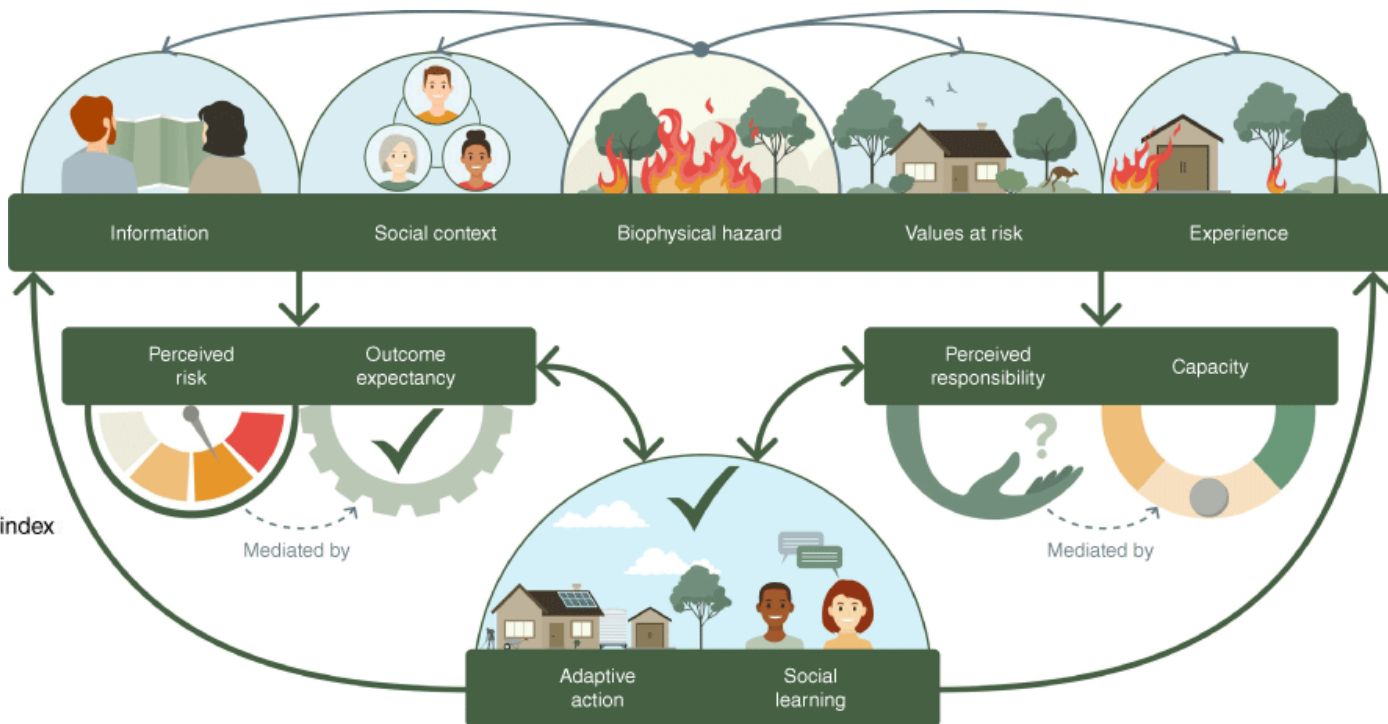 Information
Social context
Biophysical hazard
Values at risk
Experience
Perceived
risk
Outcome
expectancy
Perceived
responsibility
Capacity
?
index
Mediated by
Mediated by
Adaptive
action
Social
learning